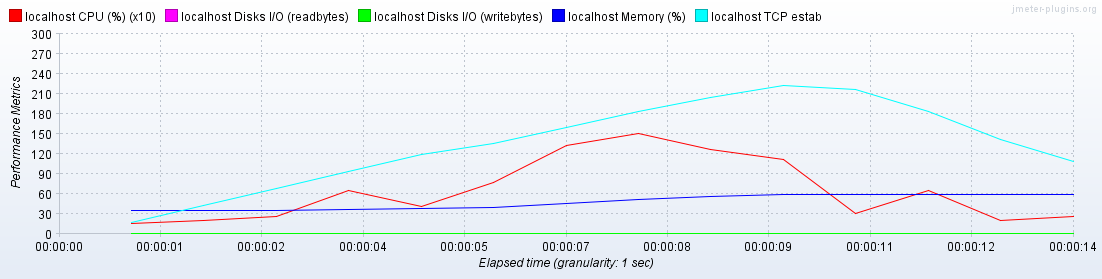 localhost CPU (%) (x10) localhost Disks I/O (readbytes) localhost Disks I/O (writebytes) localhost Memory (%) localhost TCP estab
jmeter-plugins.org
Performance Metrics
300
270
240
210
180
150
120
90
60
30
0
00:00:00 00:00:01 00:00:02 00:00:04 00:00:05 00:00:07 00:00:08 00:00:09 00:00:11 00:00:12 00:00:14
Elapsed time (granularity: 1 sec)